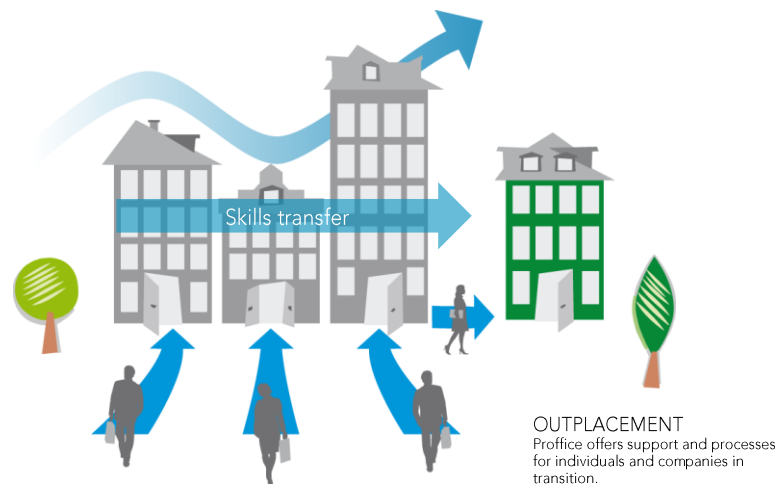 Skills transfer
OUTPLACEMENT
Proffice offers support and processes
for individuals and companies in
transition.